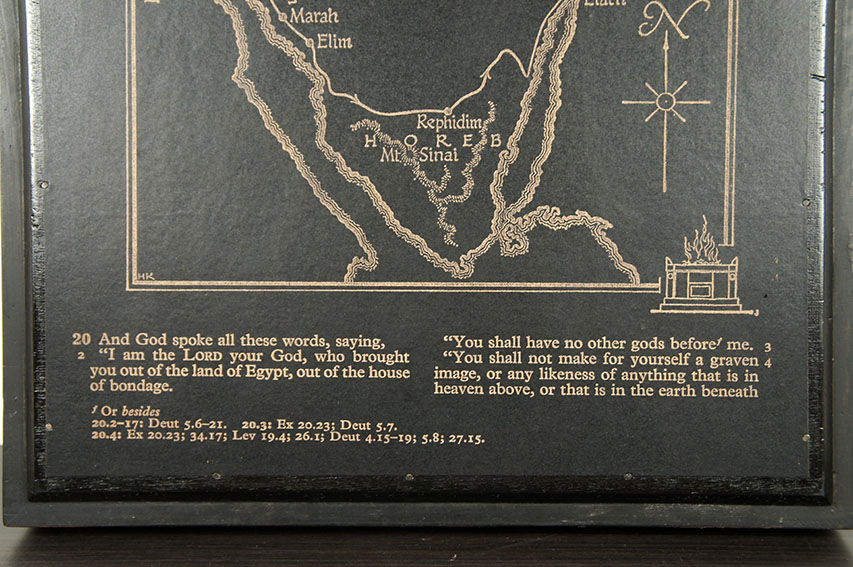 Elath
Marah
Elim
N
Rephidim
HOREB
Mt Sinai
HK
20 And God spoke all these words, saying,
2 “I am the LORD your God, who brought
you out of the land of Egypt, out of the house
of bondage.
“You shall have no other gods before f me. 3
“You shall not make for yourself a graven 4
image, or any likeness of anything that is in
heaven above, or that is in the earth beneath
f Or besides
20.2–17: Deut 5.6–21. 20.3: Ex 20.23; Deut 5.7.
20.4: Ex 20.23; 34.17; Lev 19.4; 26.1; Deut 4.15–19; 5.8; 27.15.